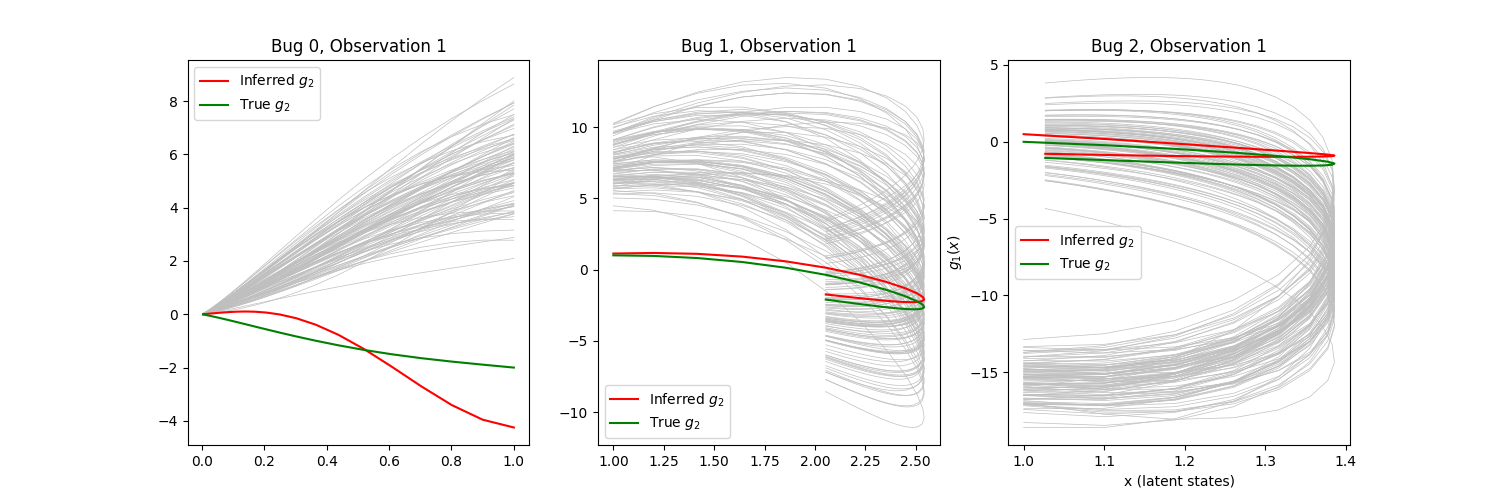 Bug 0, Observation 1
Inferred g₂
True g₂
8
6
4
2
0
−2
−4
0.0 0.2 0.4 0.6 0.8 1.0
Bug 1, Observation 1
10
5
0
−5
−10
Inferred g₂
True g₂
1.00 1.25 1.50 1.75 2.00 2.25 2.50
Bug 2, Observation 1
5
0
−5
−10
−15
g₁(x)
Inferred g₂
True g₂
1.0 1.1 1.2 1.3 1.4
x (latent states)